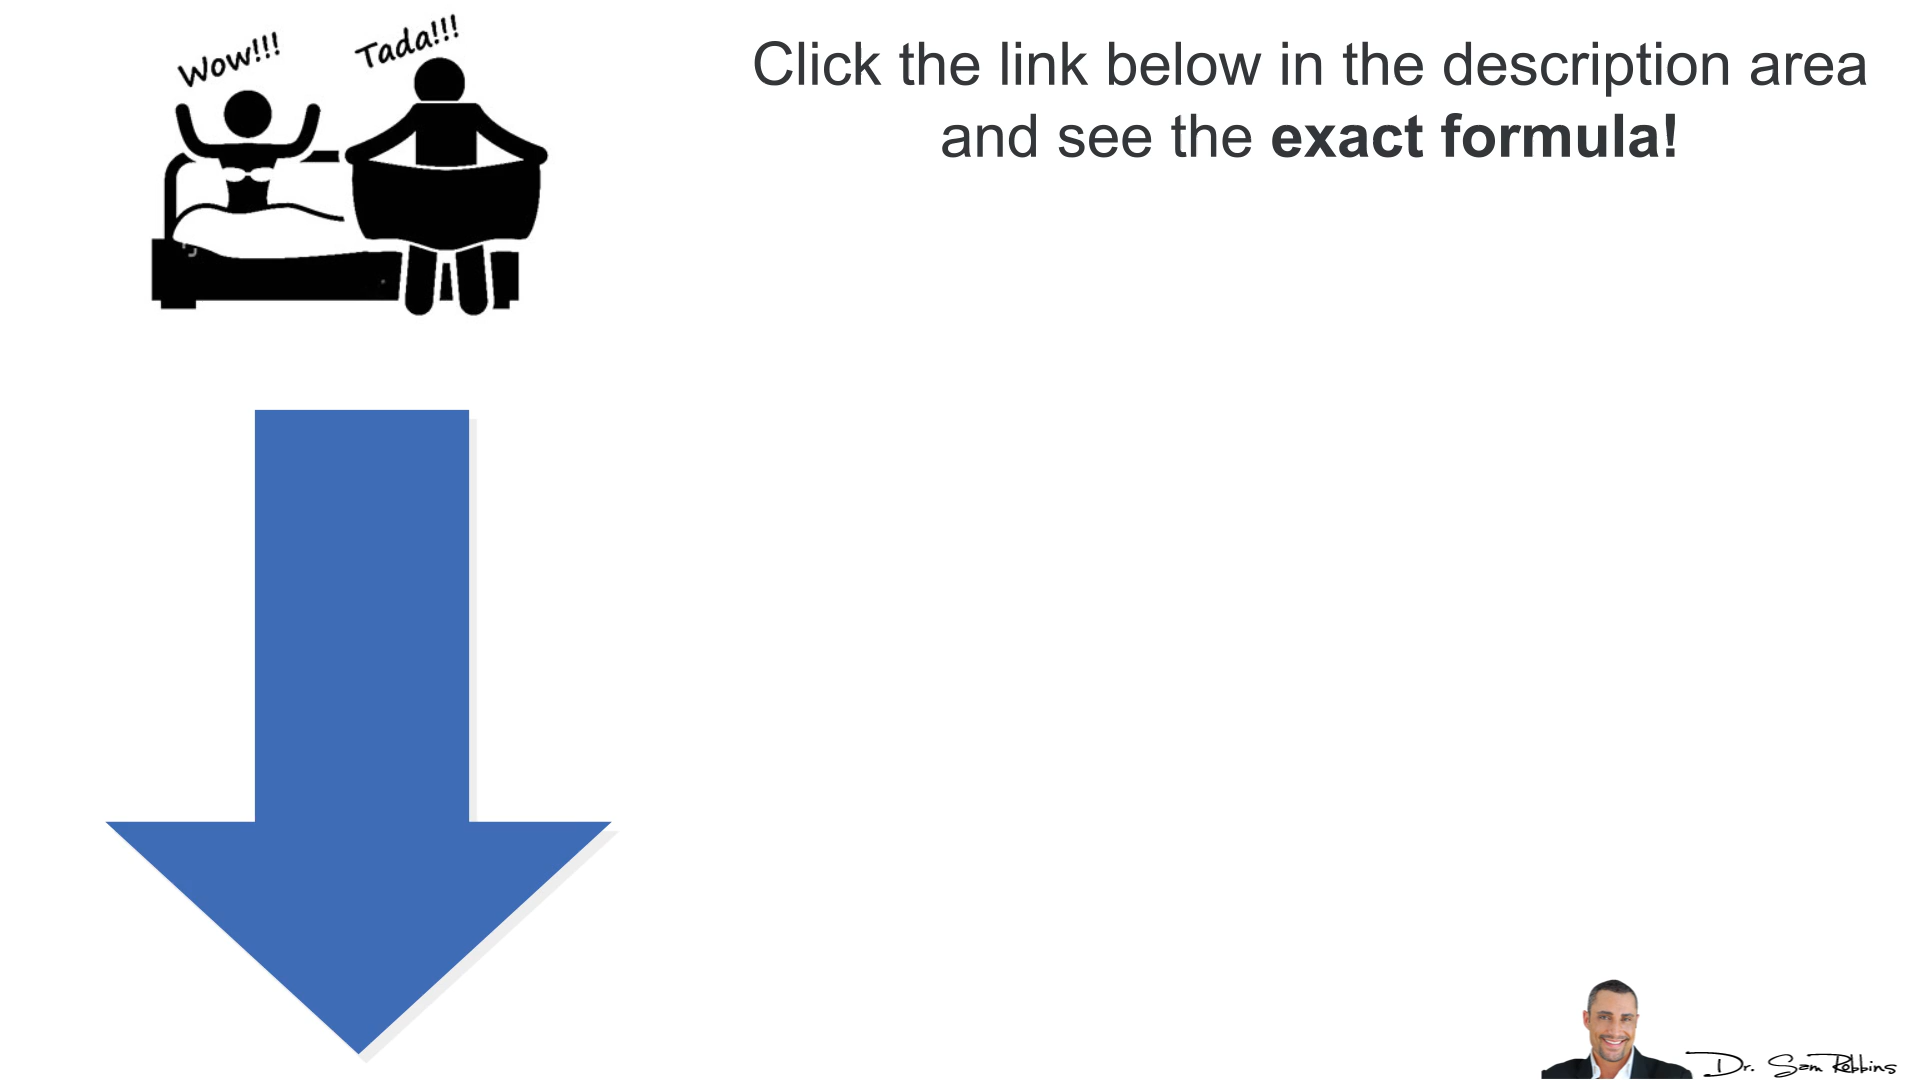 Wow!!!
Tada!!!
Click the link below in the description area
and see the exact formula!
Dr. Sam Robbins